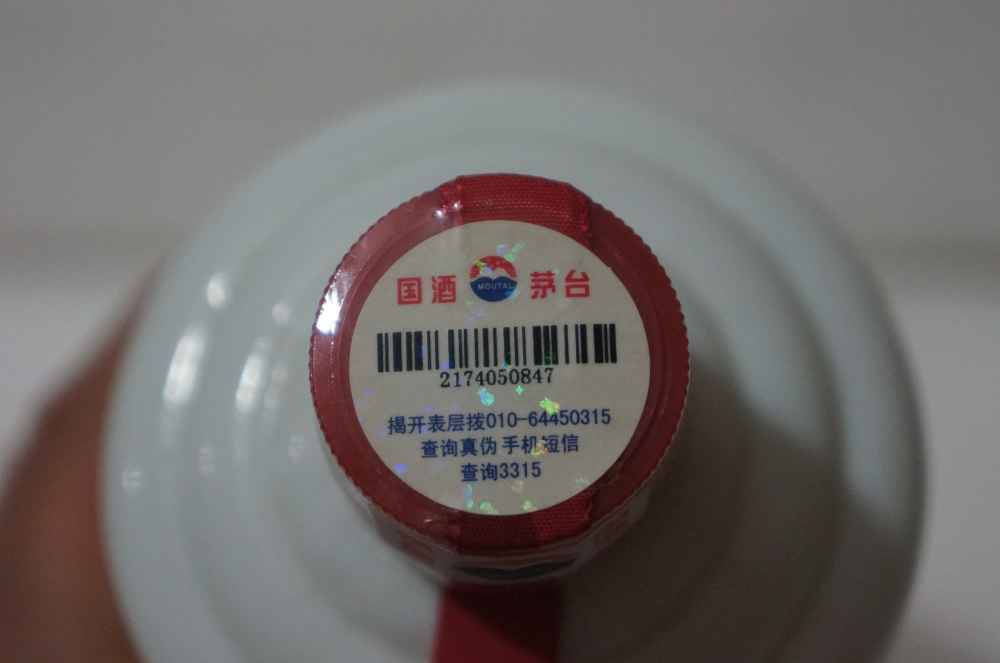 国酒 MOUTAI 茅台
2174050847
揭开表层拨010-64450315
查询真伪手机短信
查询3315